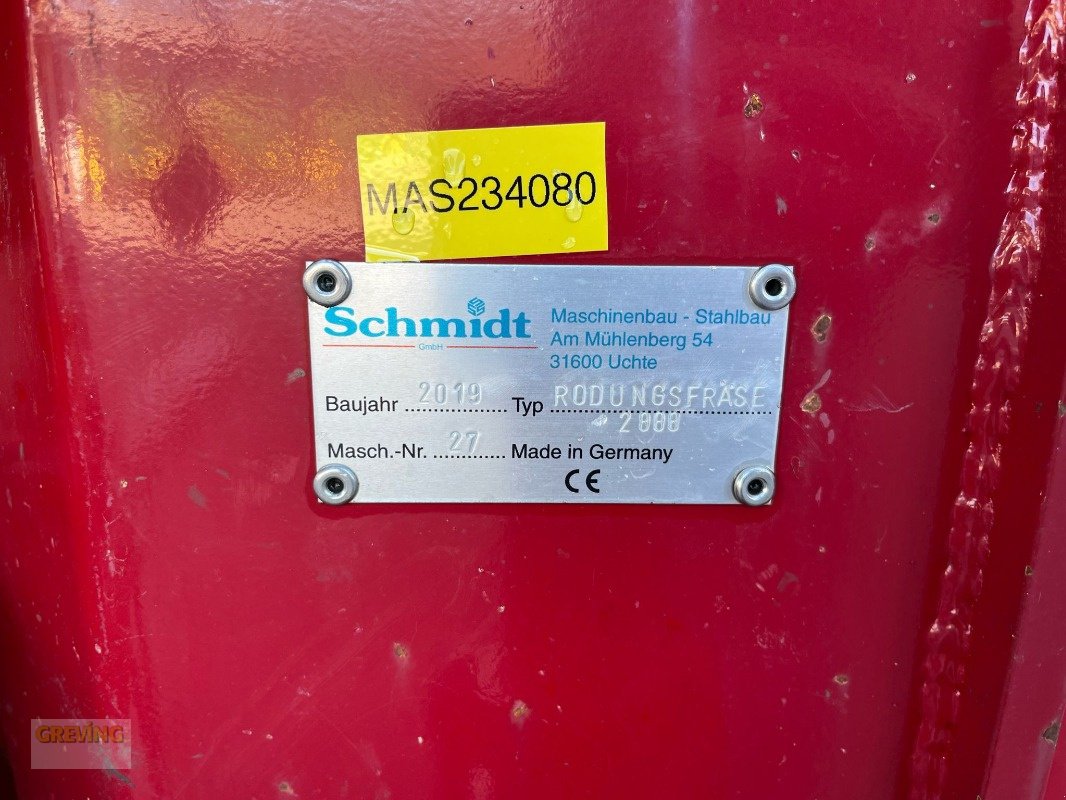 MAS234080
Schmidt
GmbH
Maschinenbau - Stahlbau
Am Mühlenberg 54
31600 Uchte
Baujahr 2019 Typ RODUNGSFRÄSE
2000
Masch.-Nr. 27 Made in Germany
CE
GREVING